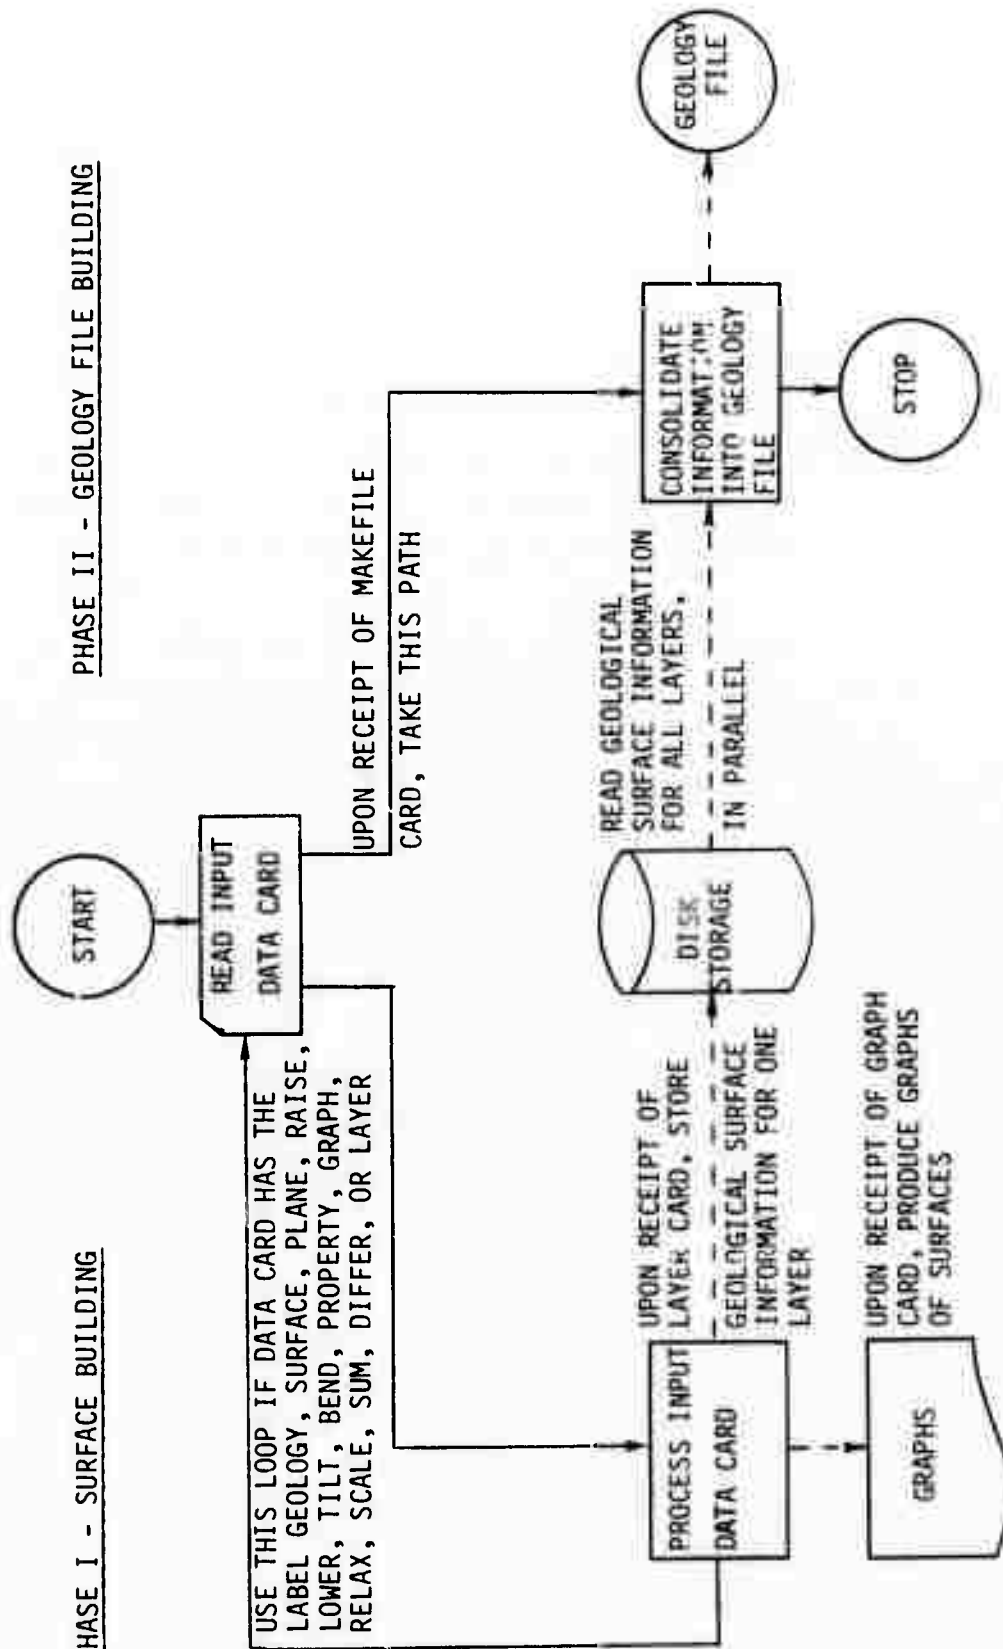 HASE I - SURFACE BUILDING
PHASE II - GEOLOGY FILE BUILDING
START
READ INPUT
DATA CARD
USE THIS LOOP IF DATA CARD HAS THE
LABEL GEOLOGY, SURFACE, PLANE, RAISE,
LOWER, TILT, BEND, PROPERTY, GRAPH,
RELAX, SCALE, SUM, DIFFER, OR LAYER
UPON RECEIPT OF MAKEFILE
CARD, TAKE THIS PATH
PROCESS INPUT
DATA CARD
UPON RECEIPT OF
LAYER CARD, STORE
GEOLOGICAL SURFACE
INFORMATION FOR ONE
LAYER
DISK
STORAGE
READ GEOLOGICAL
SURFACE INFORMATION
FOR ALL LAYERS,
IN PARALLEL
CONSOLIDATE
INFORMATION
INTO GEOLOGY
FILE
GEOLOGY
FILE
GRAPHS
UPON RECEIPT OF GRAPH
CARD, PRODUCE GRAPHS
OF SURFACES
STOP